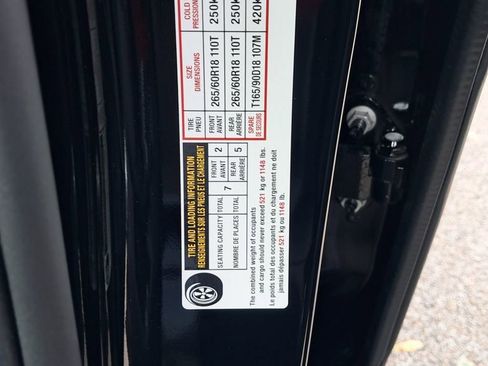 TIRE AND LOADING INFORMATION
RENSEIGNEMENTS SUR LES PNEUS ET LE CHARGEMENT
SEATING CAPACITY TOTAL 7 FRONT 2 REAR 5
NOMBRE DE PLACES TOTAL AVANT ARRIÈRE
The combined weight of occupants
and cargo should never exceed 521 kg or 1148 lbs.
Le poids total des occupants et du chargement ne doit
jamais dépasser 521 kg ou 1148 lb.
TIRE SIZE COLD
PNEU DIMENSIONS PRESSION
FRONT 265/60R18 110T 250K
AVANT
REAR 265/60R18 110T 250K
ARRIÈRE
SPARE T165/90D18 107M 420K
DE SECOURS